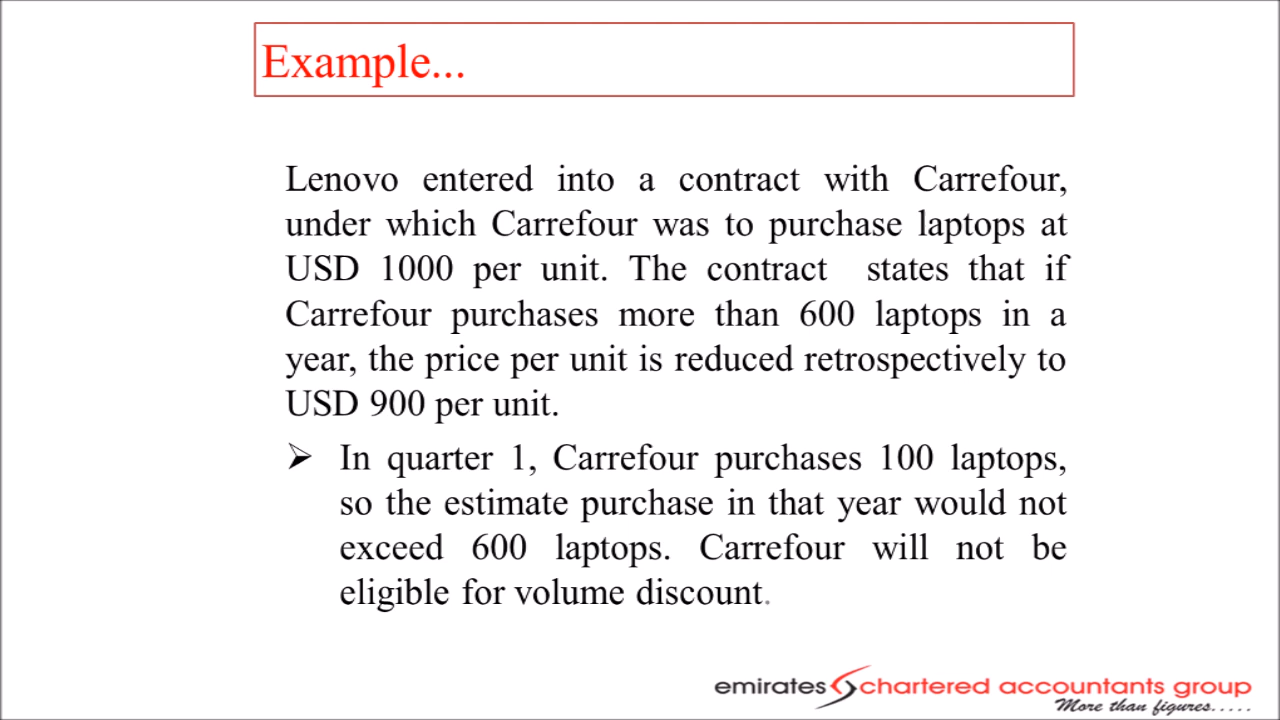 Example...
Lenovo entered into a contract with Carrefour,
under which Carrefour was to purchase laptops at
USD 1000 per unit. The contract states that if
Carrefour purchases more than 600 laptops in a
year, the price per unit is reduced retrospectively to
USD 900 per unit.
➢ In quarter 1, Carrefour purchases 100 laptops,
so the estimate purchase in that year would not
exceed 600 laptops. Carrefour will not be
eligible for volume discount.
emirates chartered accountants group
More than figures.....